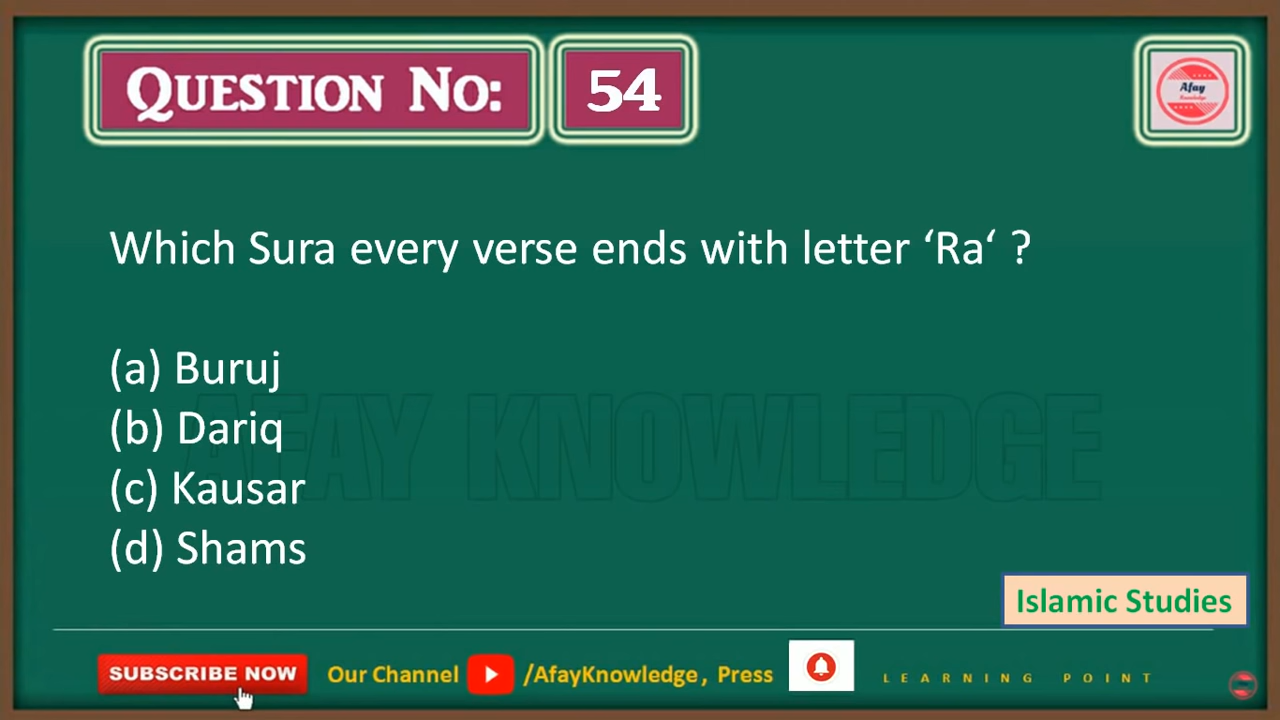 QUESTION NO: 54
Afay
Knowledge
Which Sura every verse ends with letter ‘Ra‘ ?
(a) Buruj
(b) Dariq
(c) Kausar
(d) Shams
AFAY KNOWLEDGE
Islamic Studies
SUBSCRIBE NOW Our Channel /AfayKnowledge, Press LEARNING POINT